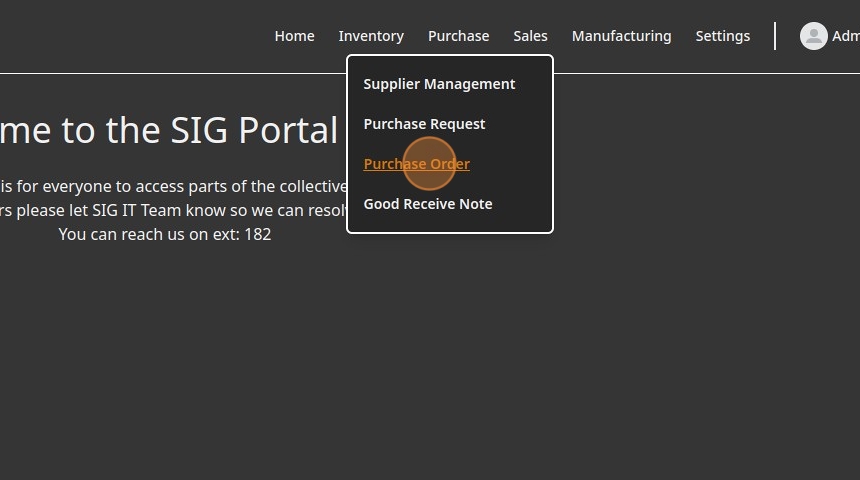 Home Inventory Purchase Sales Manufacturing Settings Adm
Supplier Management
Purchase Request
Purchase Order
Good Receive Note
me to the SIG Portal
is for everyone to access parts of the collective
rs please let SIG IT Team know so we can resolv
You can reach us on ext: 182